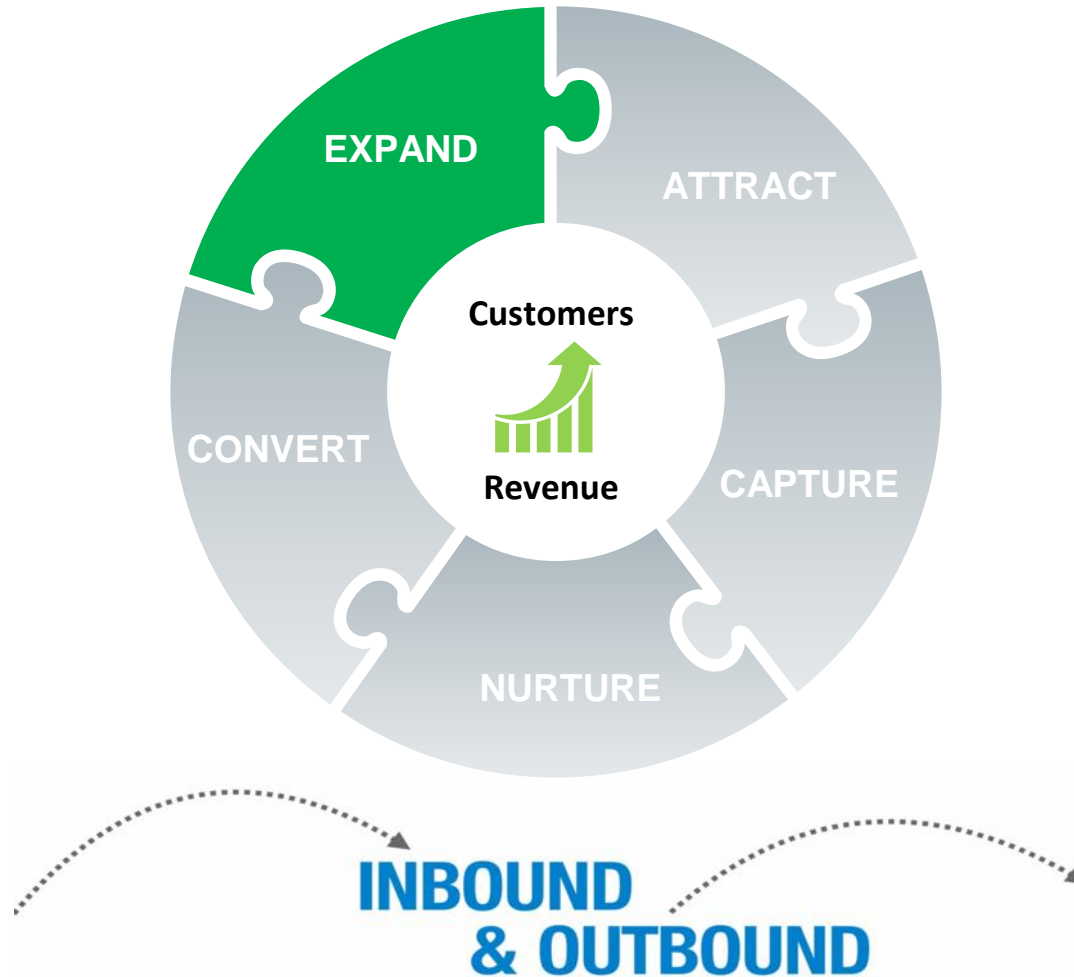 EXPAND
ATTRACT
Customers
CONVERT
CAPTURE
Revenue
NURTURE
INBOUND
& OUTBOUND